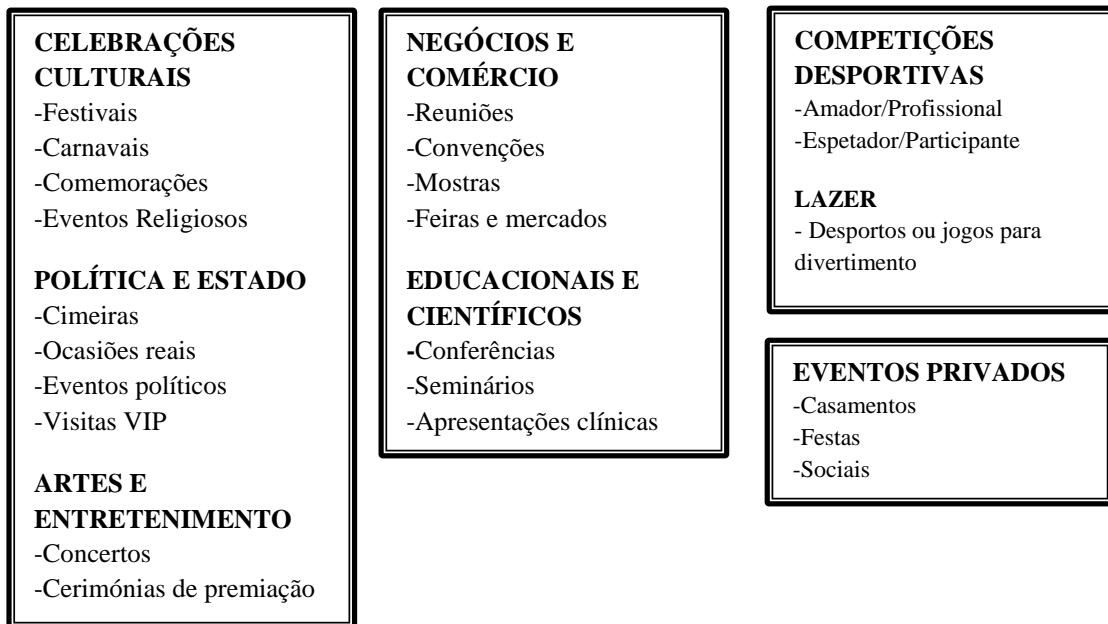 CELEBRAÇÕES
CULTURAIS
-Festivais
-Carnavais
-Comemorações
-Eventos Religiosos
POLÍTICA E ESTADO
-Cimeiras
-Ocasiões reais
-Eventos políticos
-Visitas VIP
ARTES E
ENTRETENIMENTO
-Concertos
-Cerimónias de premiação
NEGÓCIOS E
COMÉRCIO
-Reuniões
-Convenções
-Mostras
-Feiras e mercados
EDUCACIONAIS E
CIENTÍFICOS
-Conferências
-Seminários
-Apresentações clínicas
COMPETIÇÕES
DESPORTIVAS
-Amador/Profissional
-Espetador/Participante
LAZER
- Desportos ou jogos para
divertimento
EVENTOS PRIVADOS
-Casamentos
-Festas
-Sociais